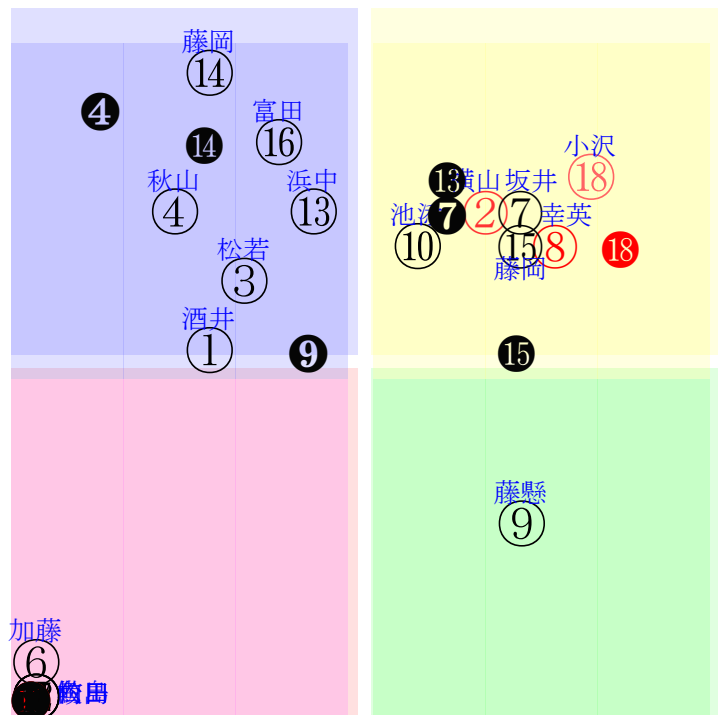 藤岡
⑭
❹
富田
⑯
⓮
小沢
⑱
秋山
④
浜中
⑬
⓭
横山
②
坂井
⑦
池添
⑩
❼
幸英
⑧
⓲
⑮
藤岡
松若
③
酒井
①
❾
⓯
藤懸
⑨
加藤
⑥